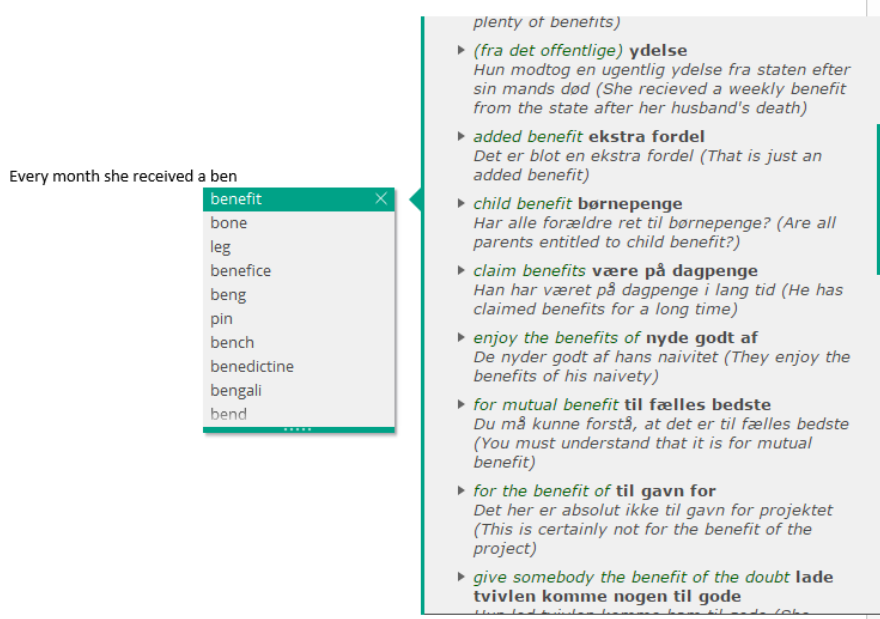 Every month she received a ben
benefit
bone
leg
benefice
beng
pin
bench
benedictine
bengali
bend
plenty of benefits)
(fra det offentlige) ydelse
Hun modtog en ugentlig ydelse fra staten efter
sin mands død (She recieved a weekly benefit
from the state after her husband's death)
added benefit ekstra fordel
Det er blot en ekstra fordel (That is just an
added benefit)
child benefit børnepenge
Har alle forældre ret til børnepenge? (Are all
parents entitled to child benefit?)
claim benefits være på dagpenge
Han har været på dagpenge i lang tid (He has
claimed benefits for a long time)
enjoy the benefits of nyde godt af
De nyder godt af hans naivitet (They enjoy the
benefits of his naivety)
for mutual benefit til fælles bedste
Du må kunne forstå, at det er til fælles bedste
(You must understand that it is for mutual
benefit)
for the benefit of til gavn for
Det her er absolut ikke til gavn for projektet
(This is certainly not for the benefit of the
project)
give somebody the benefit of the doubt lade
tvivlen komme nogen til gode
Hun lod tvivlen komme ham til gode (She